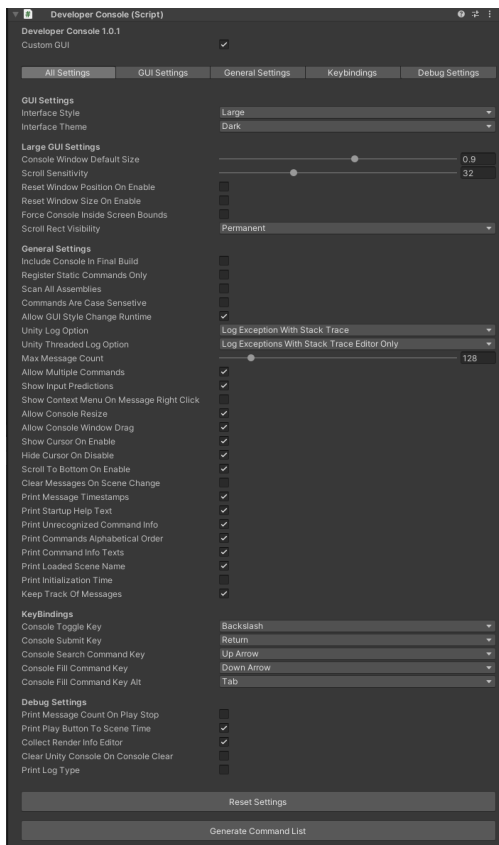 # Developer Console (Script)
Developer Console 1.0.1
Custom GUI
All Settings GUI Settings General Settings Keybindings Debug Settings
GUI Settings
Interface Style Large
Interface Theme Dark
Large GUI Settings
Console Window Default Size 0.9
Scroll Sensitivity 32
Reset Window Position On Enable
Reset Window Size On Enable
Force Console Inside Screen Bounds
Scroll Rect Visibility Permanent
General Settings
Include Console In Final Build
Register Static Commands Only
Scan All Assemblies
Commands Are Case Sensetive
Allow GUI Style Change Runtime
Unity Log Option Log Exception With Stack Trace
Unity Threaded Log Option Log Exceptions With Stack Trace Editor Only
Max Message Count 128
Allow Multiple Commands
Show Input Predictions
Show Context Menu On Message Right Click
Allow Console Resize
Allow Console Window Drag
Show Cursor On Enable
Hide Cursor On Disable
Scroll To Bottom On Enable
Clear Messages On Scene Change
Print Message Timestamps
Print Startup Help Text
Print Unrecognized Command Info
Print Commands Alphabetical Order
Print Command Info Texts
Print Loaded Scene Name
Print Initialization Time
Keep Track Of Messages
KeyBindings
Console Toggle Key Backslash
Console Submit Key Return
Console Search Command Key Up Arrow
Console Fill Command Key Down Arrow
Console Fill Command Key Alt Tab
Debug Settings
Print Message Count On Play Stop
Print Play Button To Scene Time
Collect Render Info Editor
Clear Unity Console On Console Clear
Print Log Type
Reset Settings
Generate Command List